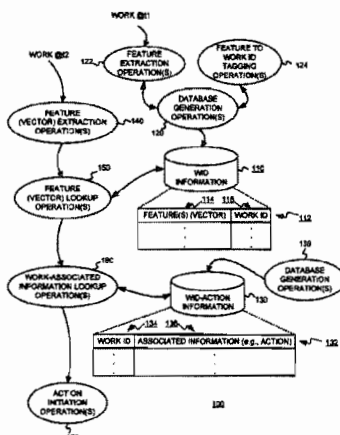 WORK @t1
WORK @t2
122
FEATURE
EXTRACTION
OPERATION(S)
FEATURE TO
WORK ID
TAGGING
OPERATION(S)
124
FEATURE
(VECTOR) EXTRACTION
OPERATION(S)
140
DATABASE
GENERATION
OPERATION(S)
120
150
FEATURE
(VECTOR) LOOKUP
OPERATION(S)
WID
INFORMATION
110
114
116
FEATURE(S) (VECTOR)
WORK ID
112
WORK-ASSOCIATED
INFORMATION LOOKUP
OPERATION(S)
DATABASE
GENERATION
OPERATION(S)
WID-ACTION
INFORMATION
130
134
136
WORK ID
ASSOCIATED INFORMATION (e.g., ACTION)
132
ACTION
INITIATION
OPERATION(S)
100